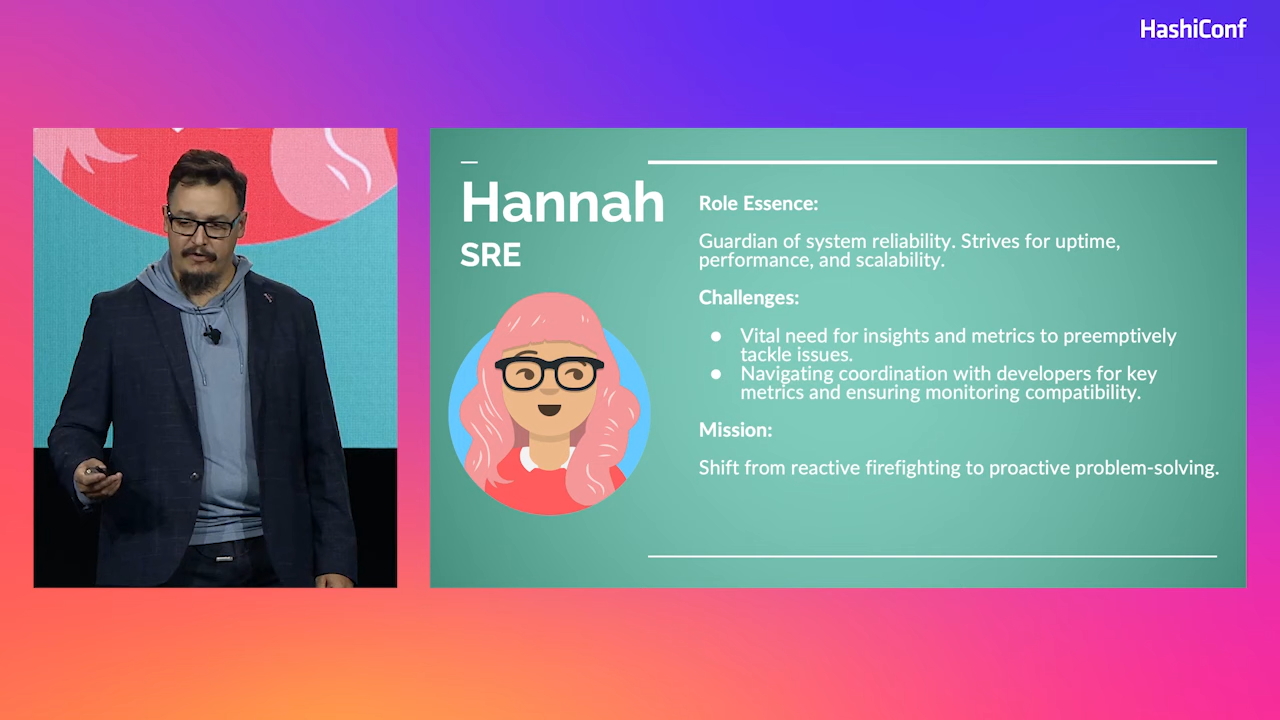 HashiConf
Hannah
SRE
Role Essence:
Guardian of system reliability. Strives for uptime,
performance, and scalability.
Challenges:
● Vital need for insights and metrics to preemptively
tackle issues.
● Navigating coordination with developers for key
metrics and ensuring monitoring compatibility.
Mission:
Shift from reactive firefighting to proactive problem-solving.